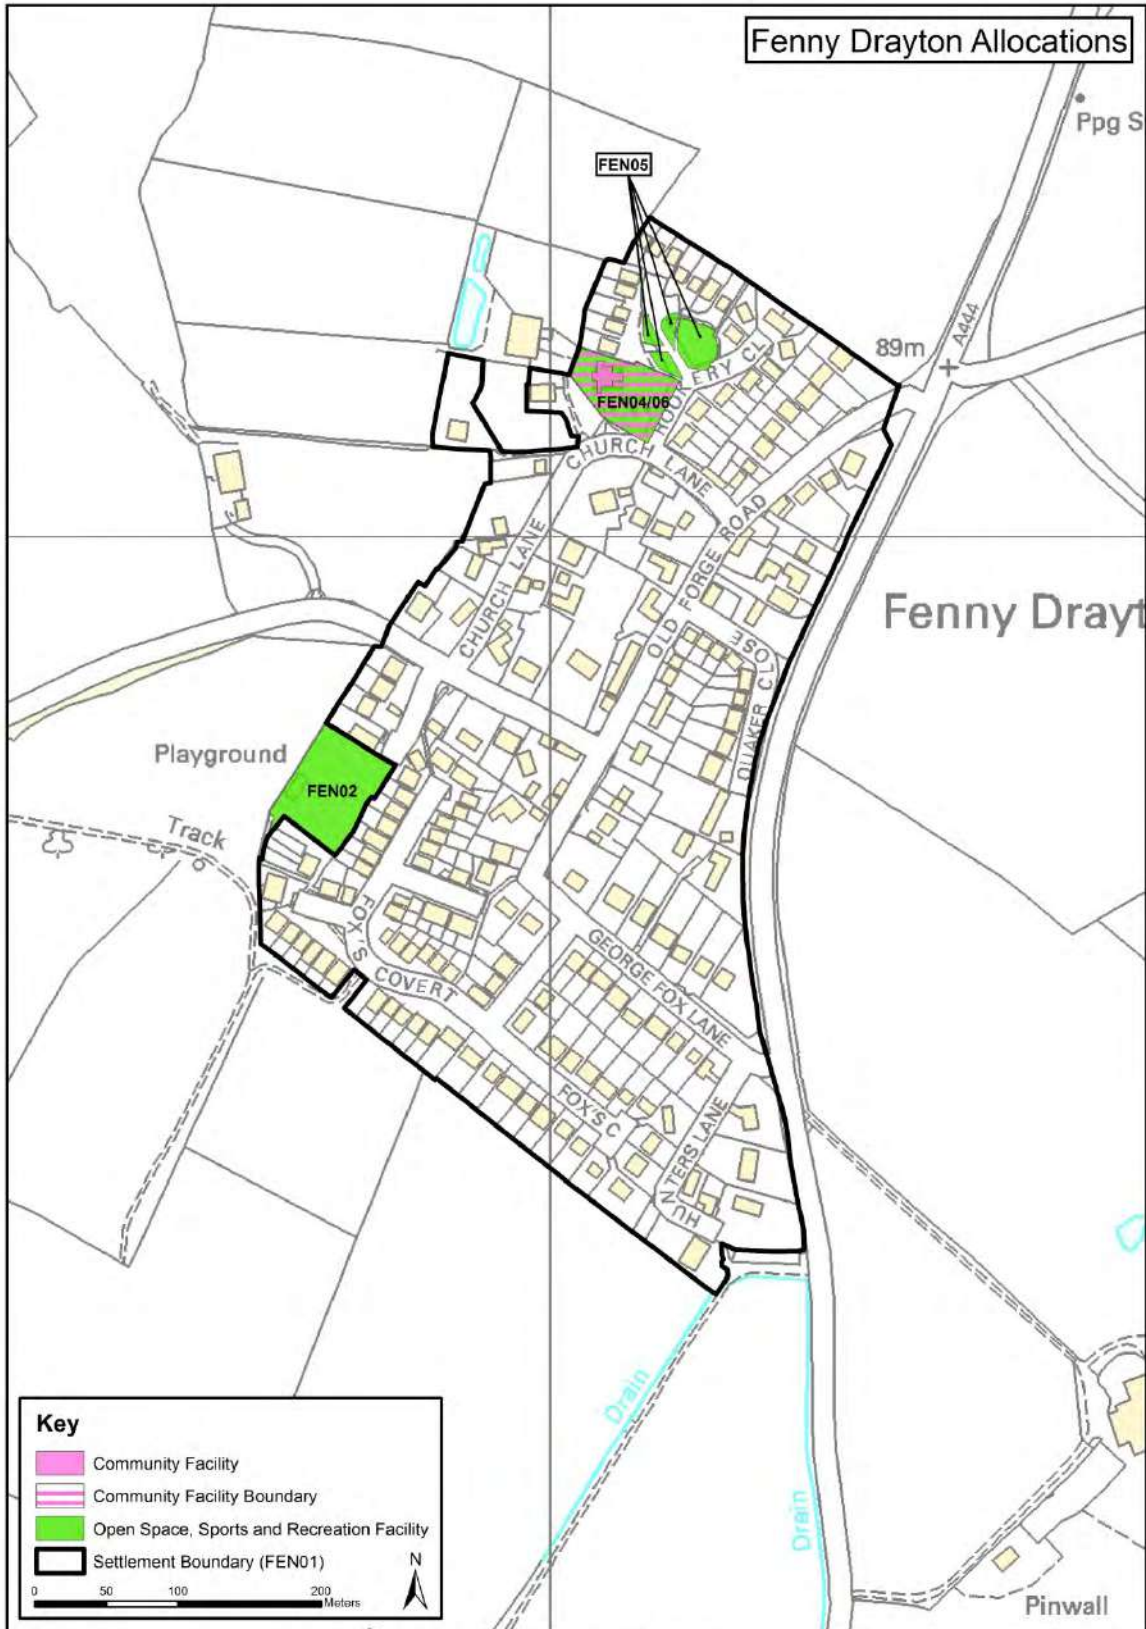 Fenny Drayton Allocations
Ppg S
FEN05
A444
89m
ROOKERY CL
FEN04/06
CHURCH LANE
OLD FORGE ROAD
CHURCH LANE
Fenny Drayt
QUAKER CLOSE
Playground
FEN02
Track
FOX'S COVERT
GEORGE FOX LANE
FOX'S C
HUNTERS LANE
Drain
Drain
Pinwall
Key
Community Facility
Community Facility Boundary
Open Space, Sports and Recreation Facility
Settlement Boundary (FEN01)
N
0 50 100 200
Meters